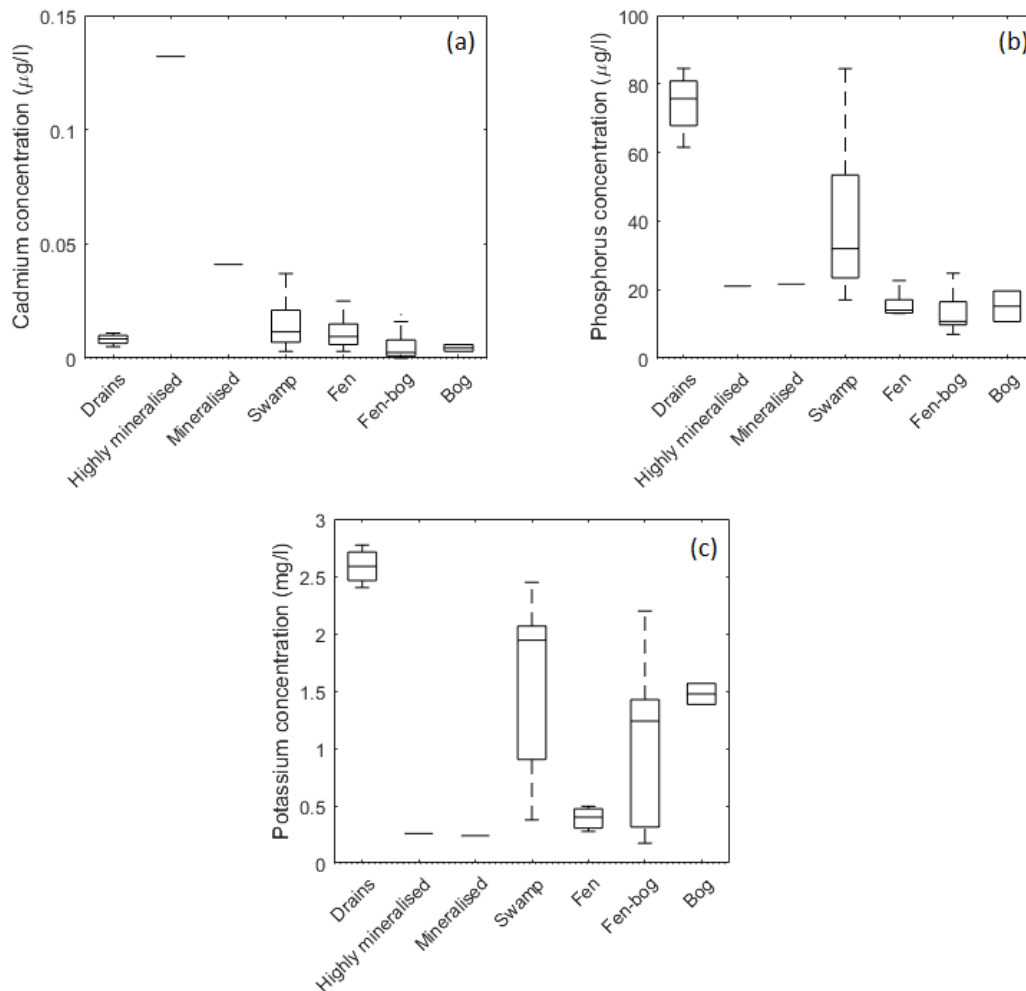 Cadmium concentration (μg/l)
0.15
0.1
0.05
0
(a)
Drains
Highly mineralised
Mineralised
Swamp
Fen
Fen-bog
Bog
Phosphorus concentration (μg/l)
100
80
60
40
20
0
(b)
Drains
Highly mineralised
Mineralised
Swamp
Fen
Fen-bog
Bog
Potassium concentration (mg/l)
3
2.5
2
1.5
1
0.5
0
(c)
Drains
Highly mineralised
Mineralised
Swamp
Fen
Fen-bog
Bog